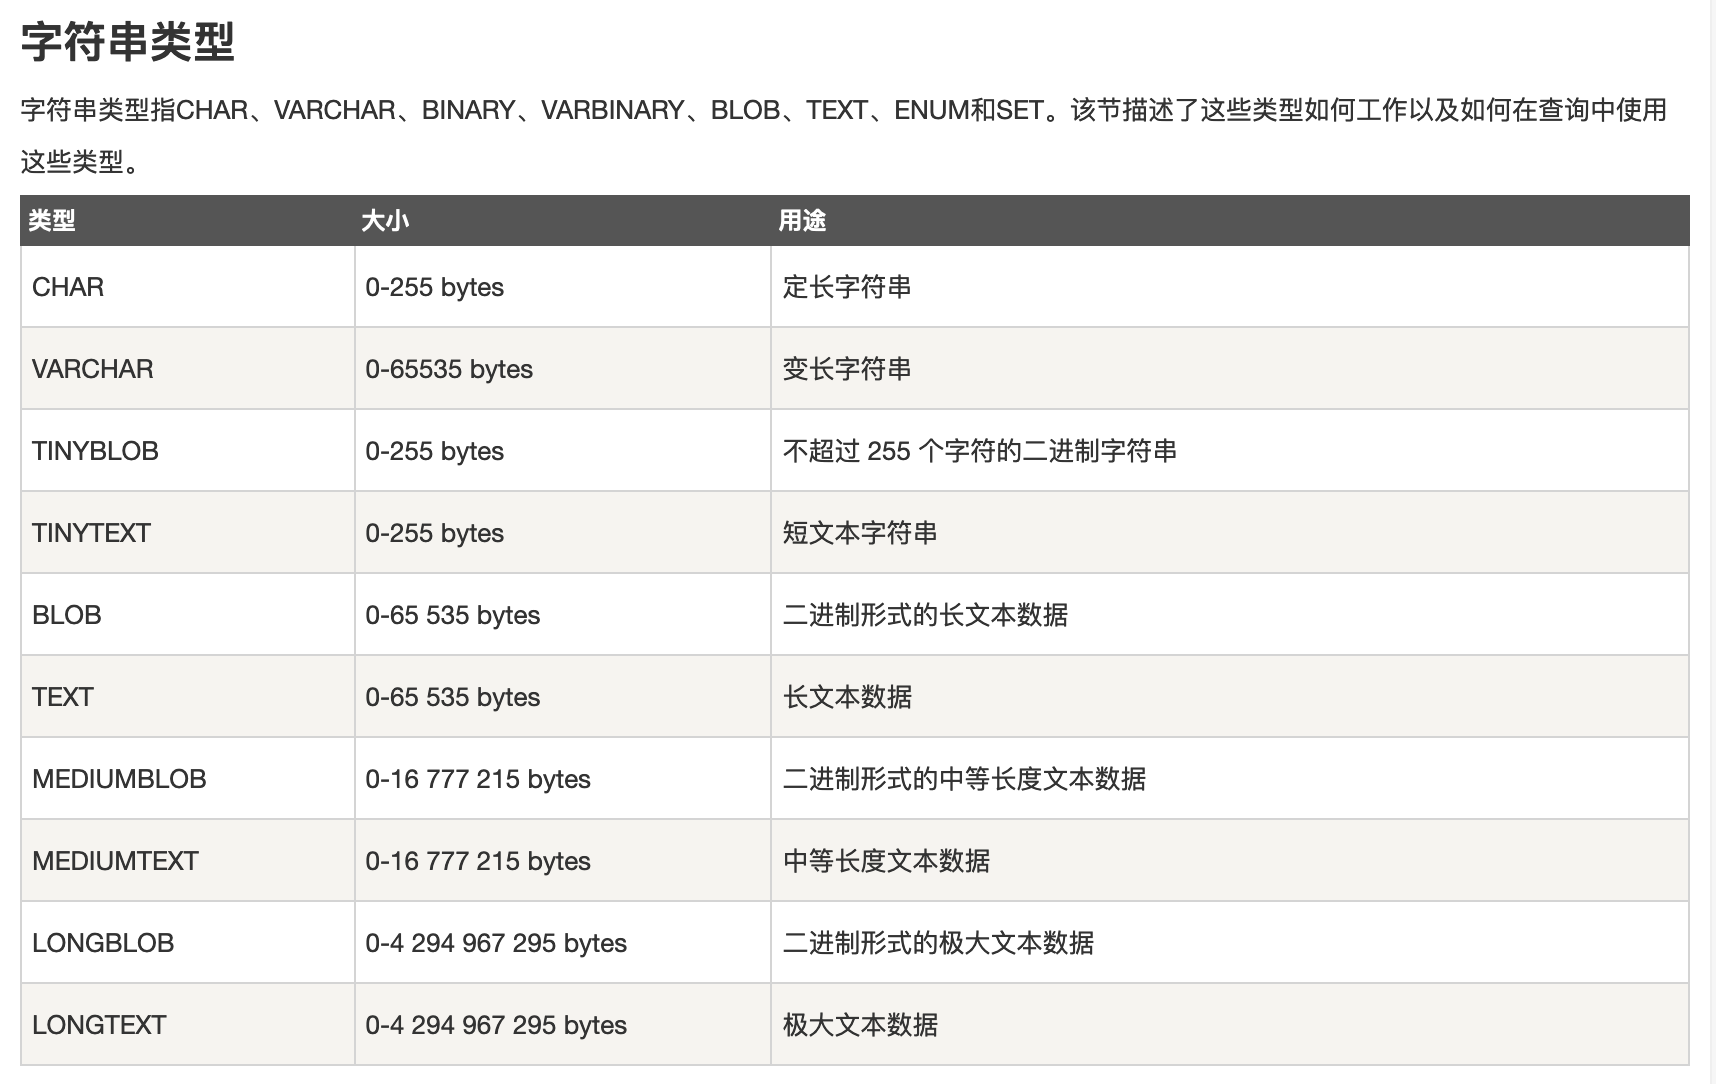 字符串类型
字符串类型指CHAR、VARCHAR、BINARY、VARBINARY、BLOB、TEXT、ENUM和SET。该节描述了这些类型如何工作以及如何在查询中使用
这些类型。
类型 大小 用途
CHAR 0-255 bytes 定长字符串
VARCHAR 0-65535 bytes 变长字符串
TINYBLOB 0-255 bytes 不超过 255 个字符的二进制字符串
TINYTEXT 0-255 bytes 短文本字符串
BLOB 0-65 535 bytes 二进制形式的长文本数据
TEXT 0-65 535 bytes 长文本数据
MEDIUMBLOB 0-16 777 215 bytes 二进制形式的中等长度文本数据
MEDIUMTEXT 0-16 777 215 bytes 中等长度文本数据
LONGBLOB 0-4 294 967 295 bytes 二进制形式的极大文本数据
LONGTEXT 0-4 294 967 295 bytes 极大文本数据